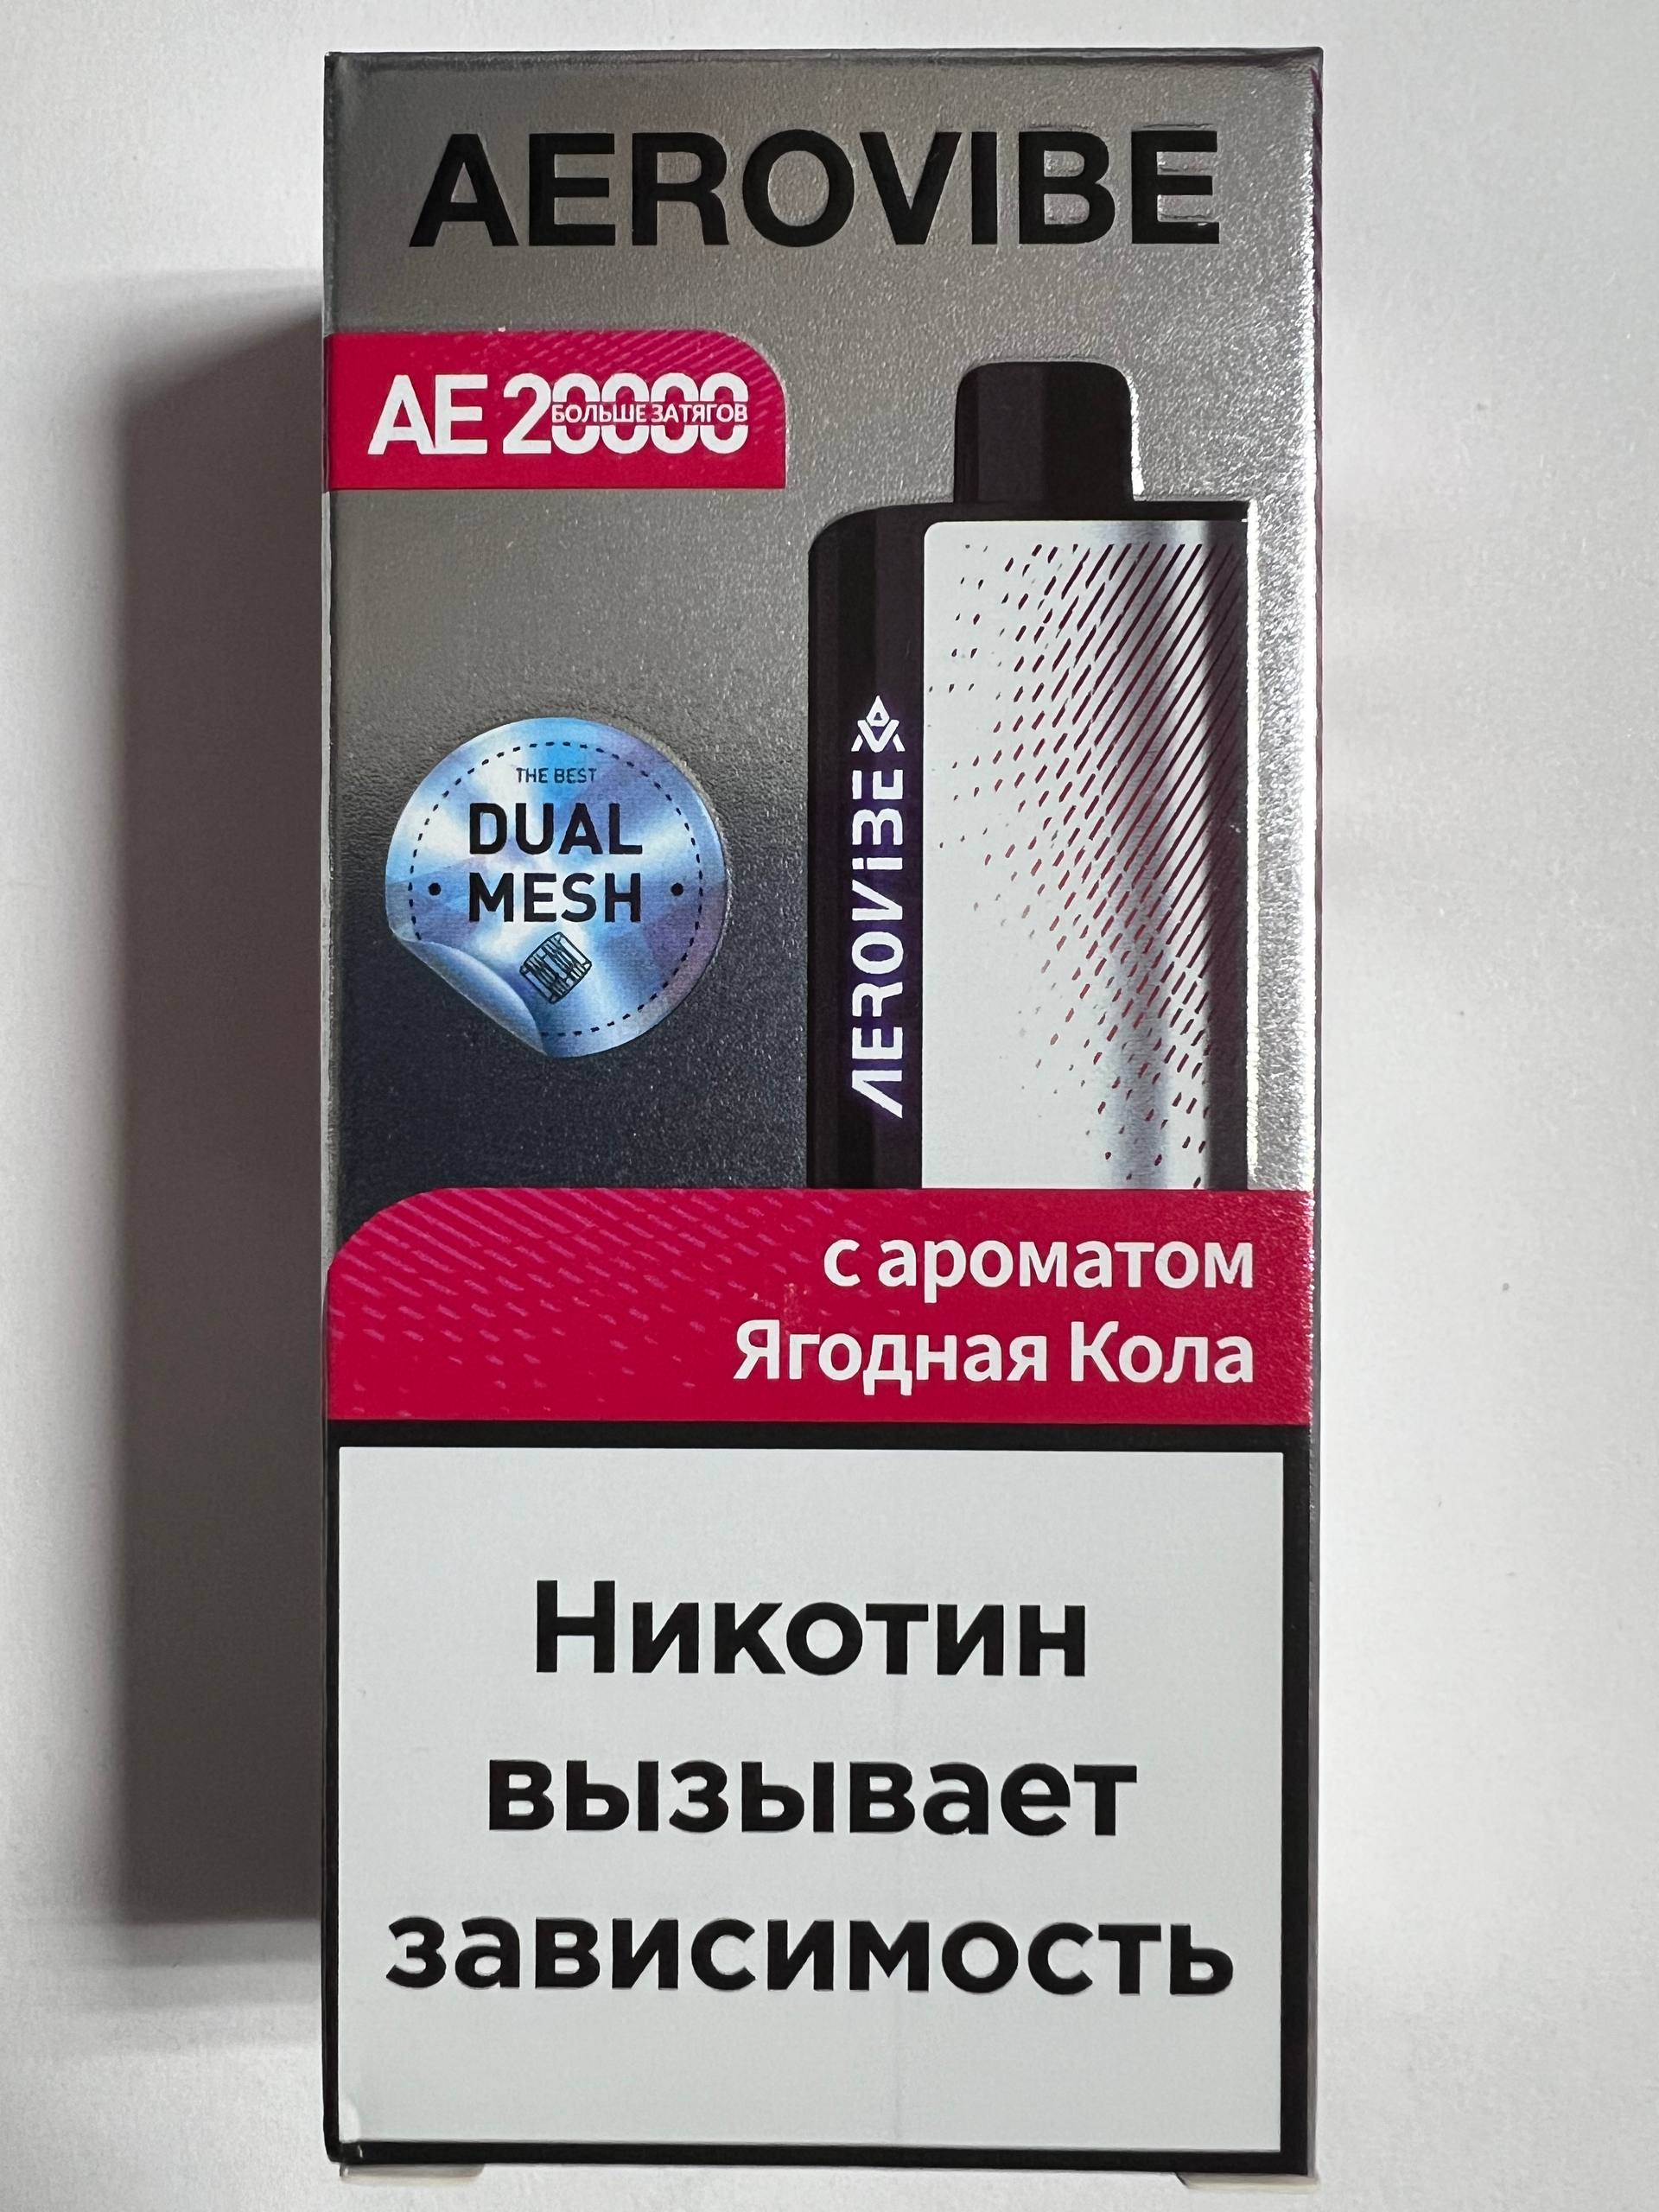 AEROVIBE
AE 20000
БОЛЬШЕ ЗАТЯГОВ
THE BEST
DUAL
MESH
AEROVIBE
с ароматом
Ягодная Кола
Никотин
вызывает
зависимость